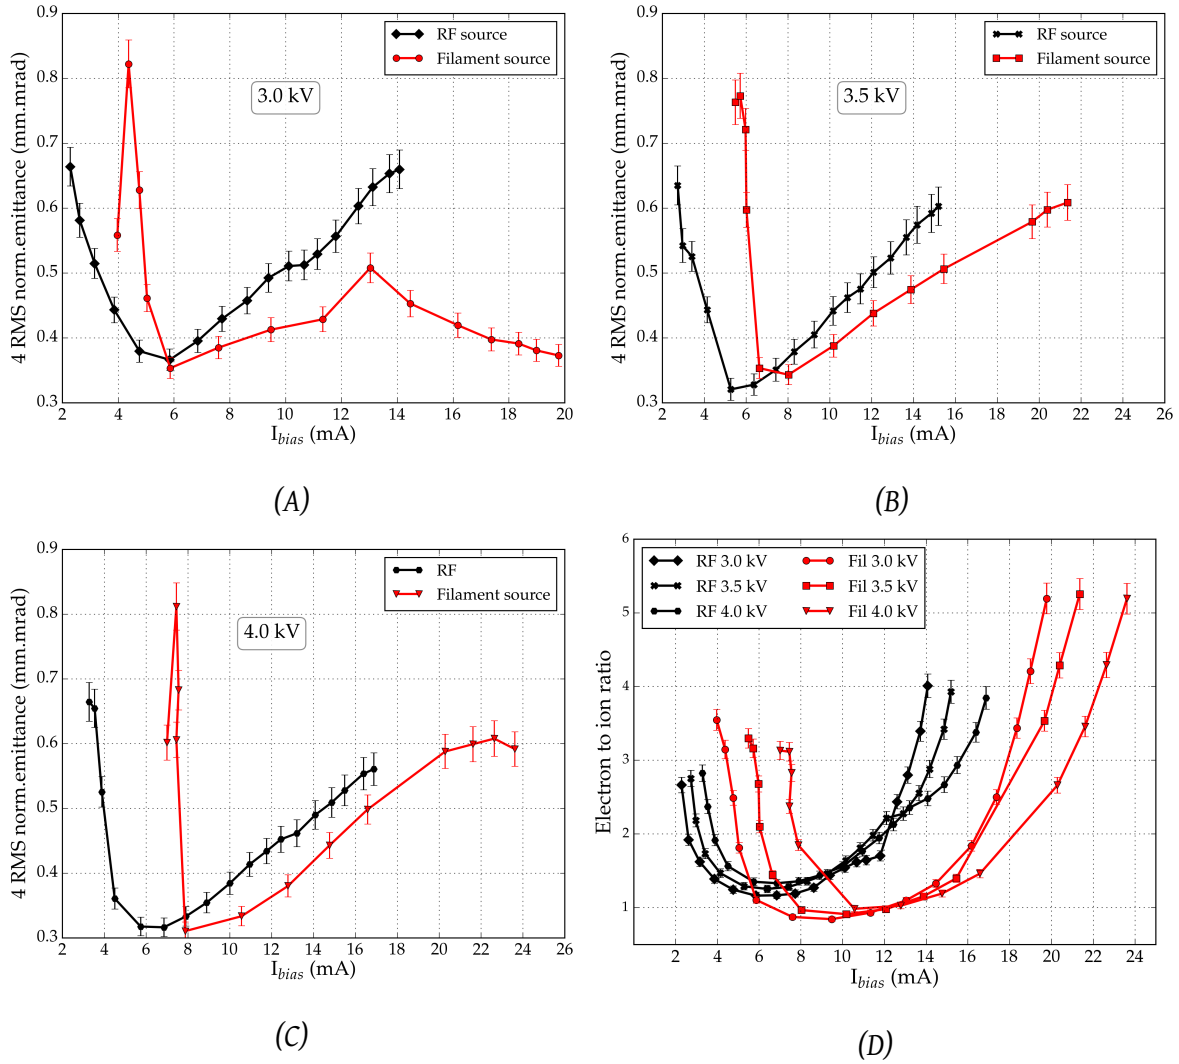 0.9
0.8
0.7
0.6
0.5
0.4
0.3
4 RMS norm.emittance (mm.mrad)
RF source
Filament source
3.0 kV
2 4 6 8 10 12 14 16 18 20
I_bias (mA)
(A)
0.9
0.8
0.7
0.6
0.5
0.4
0.3
4 RMS norm.emittance (mm.mrad)
RF source
Filament source
3.5 kV
2 4 6 8 10 12 14 16 18 20 22 24 26
I_bias (mA)
(B)
0.9
0.8
0.7
0.6
0.5
0.4
0.3
4 RMS norm.emittance (mm.mrad)
RF
Filament source
4.0 kV
2 4 6 8 10 12 14 16 18 20 22 24 26
I_bias (mA)
(C)
6
5
4
3
2
1
Electron to ion ratio
RF 3.0 kV Fil 3.0 kV
RF 3.5 kV Fil 3.5 kV
RF 4.0 kV Fil 4.0 kV
2 4 6 8 10 12 14 16 18 20 22 24
I_bias (mA)
(D)